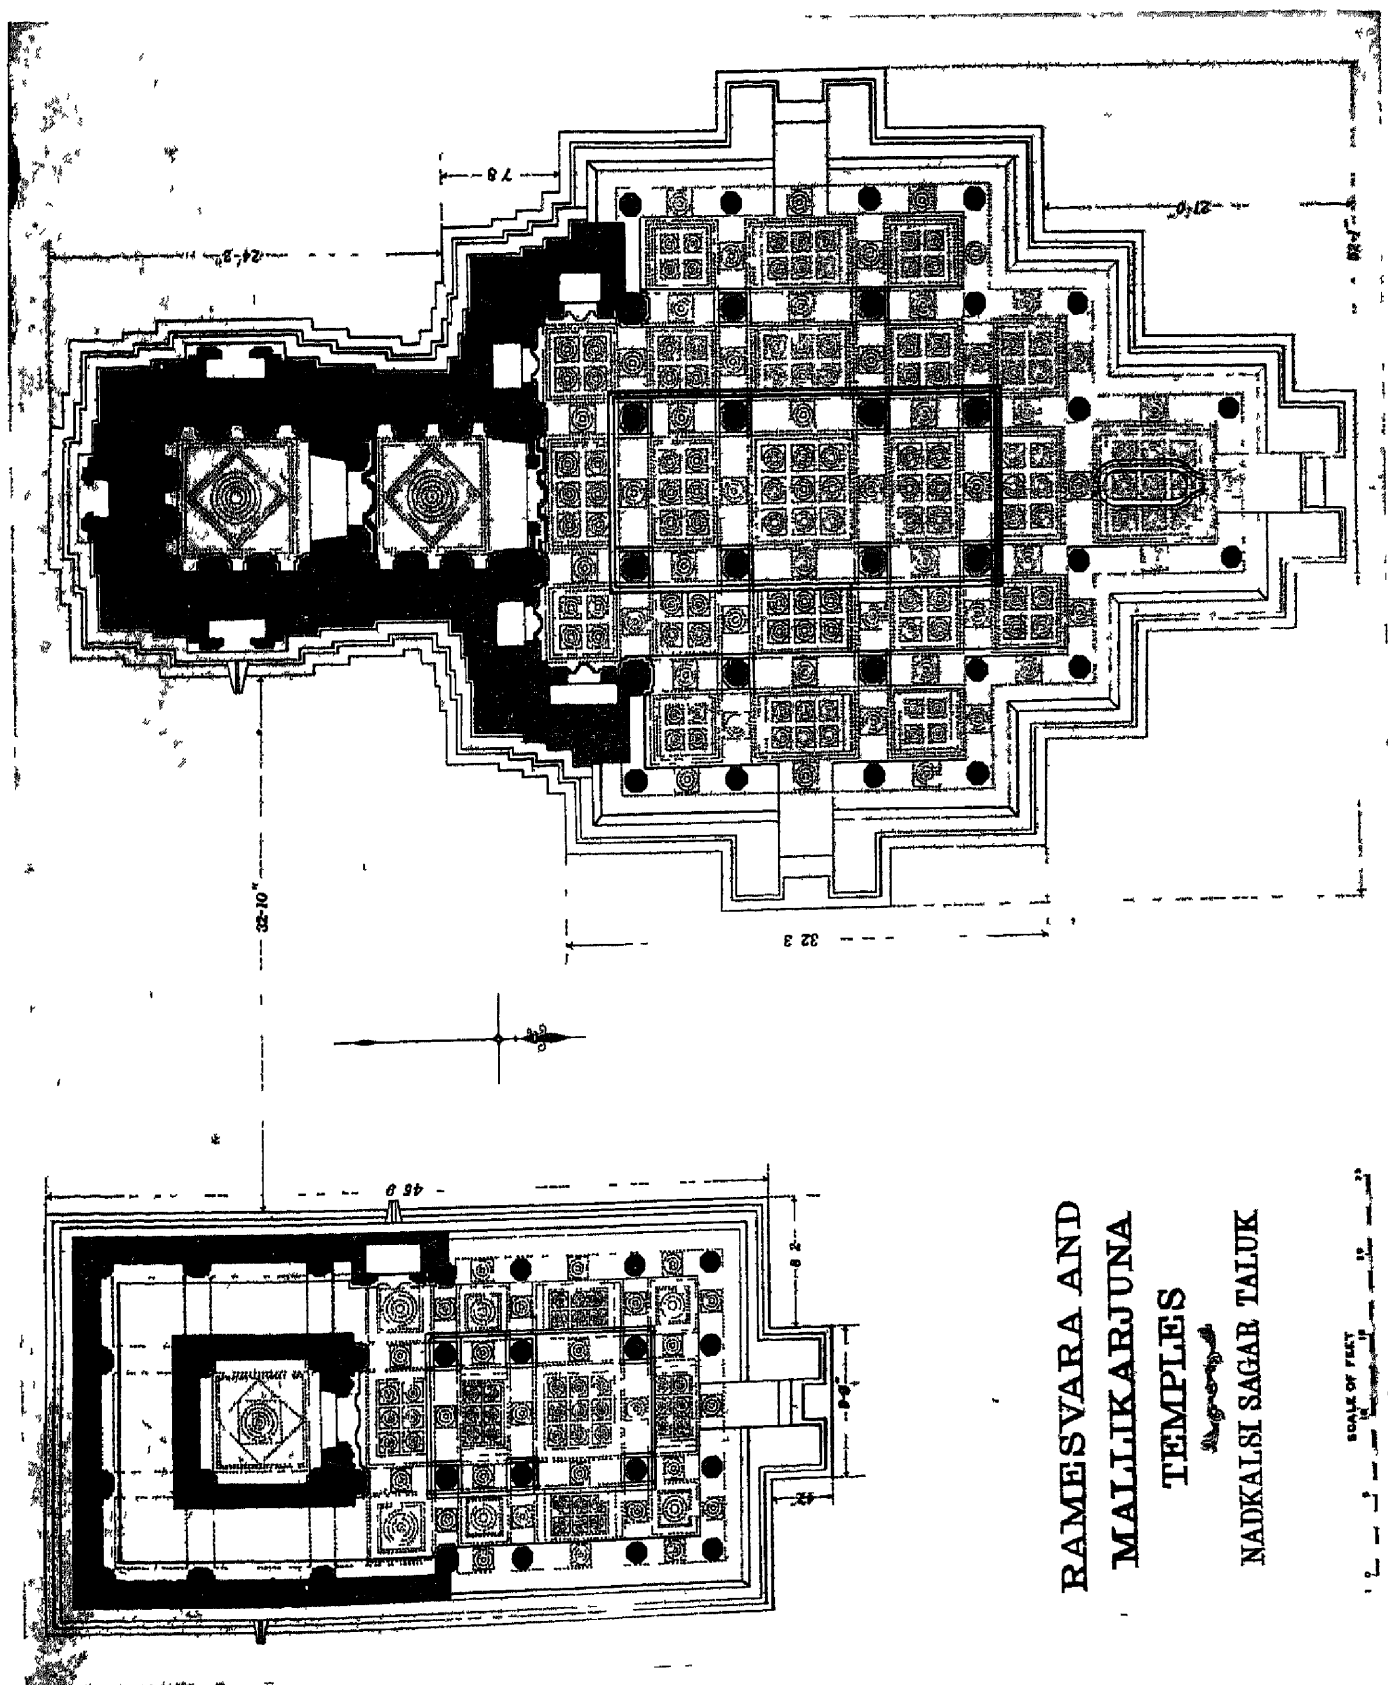 RAMESVARA AND
MALLIKARJUNA
TEMPLES
NADKALSI SAGAR TALUK
SCALE OF FEET
7 8
24'-2"
21'-0"
32-10"
32 3
45 9
8 2